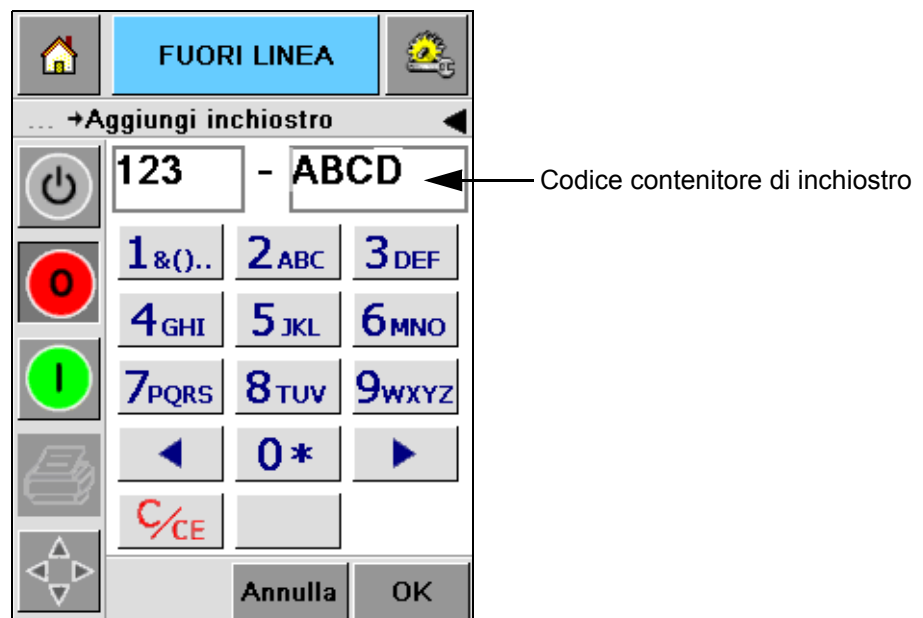 FUORI LINEA
... →Aggiungi inchiostro
123 - ABCD
Codice contenitore di inchiostro
1&().. 2ABC 3DEF
O
4GHI 5JKL 6MNO
I
7PQRS 8TUV 9WXYZ
0*
C/CE
Annulla OK